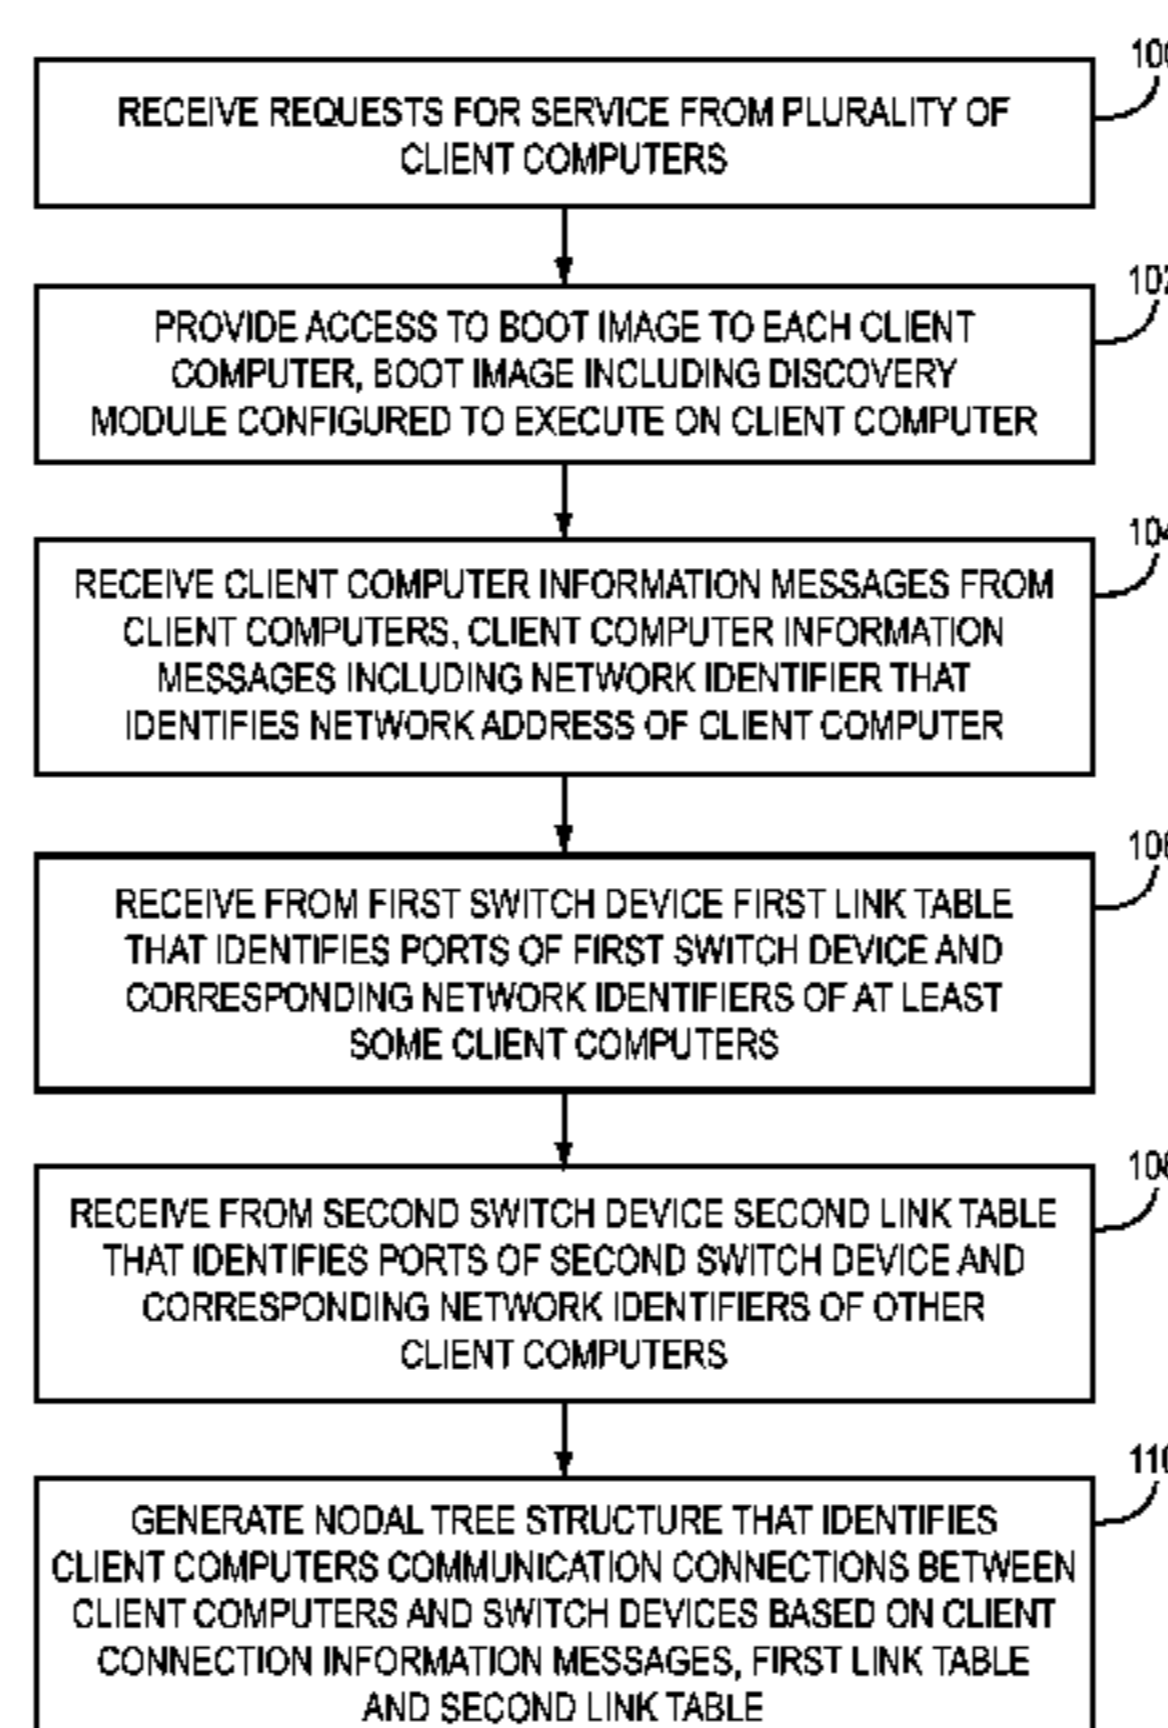 100
RECEIVE REQUESTS FOR SERVICE FROM PLURALITY OF
CLIENT COMPUTERS
102
PROVIDE ACCESS TO BOOT IMAGE TO EACH CLIENT
COMPUTER, BOOT IMAGE INCLUDING DISCOVERY
MODULE CONFIGURED TO EXECUTE ON CLIENT COMPUTER
104
RECEIVE CLIENT COMPUTER INFORMATION MESSAGES FROM
CLIENT COMPUTERS, CLIENT COMPUTER INFORMATION
MESSAGES INCLUDING NETWORK IDENTIFIER THAT
IDENTIFIES NETWORK ADDRESS OF CLIENT COMPUTER
106
RECEIVE FROM FIRST SWITCH DEVICE FIRST LINK TABLE
THAT IDENTIFIES PORTS OF FIRST SWITCH DEVICE AND
CORRESPONDING NETWORK IDENTIFIERS OF AT LEAST
SOME CLIENT COMPUTERS
108
RECEIVE FROM SECOND SWITCH DEVICE SECOND LINK TABLE
THAT IDENTIFIES PORTS OF SECOND SWITCH DEVICE AND
CORRESPONDING NETWORK IDENTIFIERS OF OTHER
CLIENT COMPUTERS
110
GENERATE NODAL TREE STRUCTURE THAT IDENTIFIES
CLIENT COMPUTERS COMMUNICATION CONNECTIONS BETWEEN
CLIENT COMPUTERS AND SWITCH DEVICES BASED ON CLIENT
CONNECTION INFORMATION MESSAGES, FIRST LINK TABLE
AND SECOND LINK TABLE